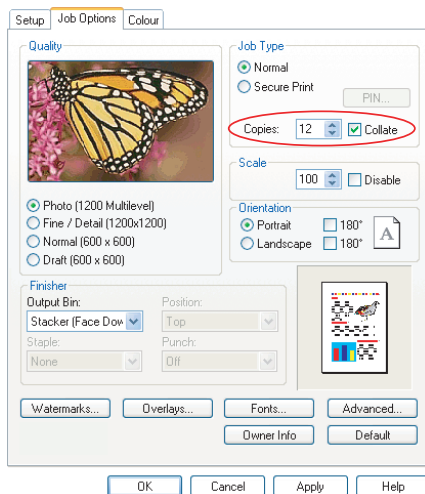 Setup Job Options Colour
Quality
Job Type
Normal
Secure Print
PIN...
Copies: 12 Collate
Scale
100 Disable
Photo (1200 Multilevel)
Fine / Detail (1200x1200)
Normal (600 x 600)
Draft (600 x 600)
Orientation
Portrait 180°
Landscape 180°
A
Finisher
Output Bin: Position:
Stacker (Face Dow Top
Staple: Punch:
None Off
Watermarks... Overlays... Fonts... Advanced...
Owner Info Default
OK Cancel Apply Help